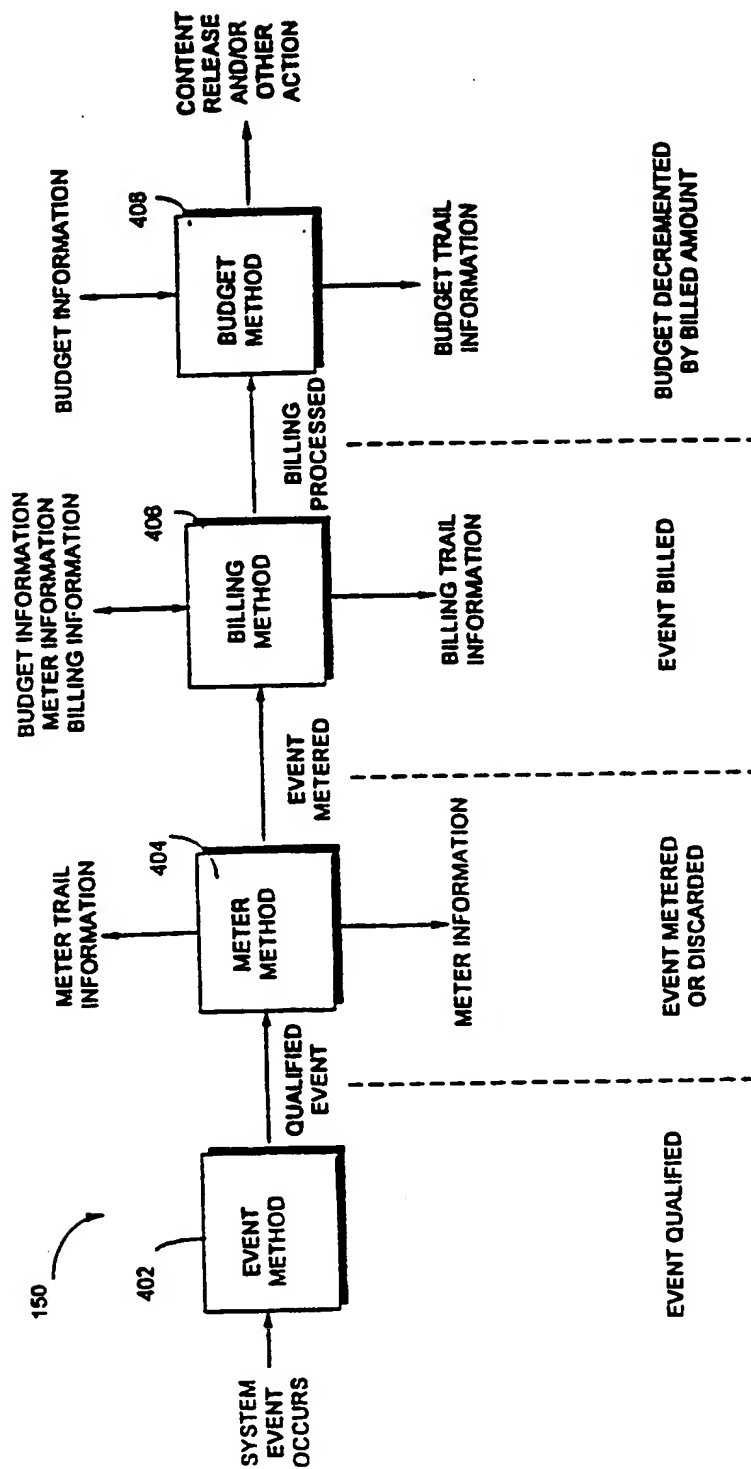 150
SYSTEM
EVENT
OCCURS
402
EVENT
METHOD
QUALIFIED
EVENT
EVENT QUALIFIED
METER TRAIL
INFORMATION
404
METER
METHOD
METER INFORMATION
EVENT
METERED
EVENT METERED
OR DISCARDED
BUDGET INFORMATION
METER INFORMATION
BILLING INFORMATION
406
BILLING
METHOD
BILLING TRAIL
INFORMATION
BILLING
PROCESSED
EVENT BILLED
BUDGET INFORMATION
408
BUDGET
METHOD
BUDGET TRAIL
INFORMATION
CONTENT
RELEASE
AND/OR
OTHER
ACTION
BUDGET DECREMENTED
BY BILLED AMOUNT